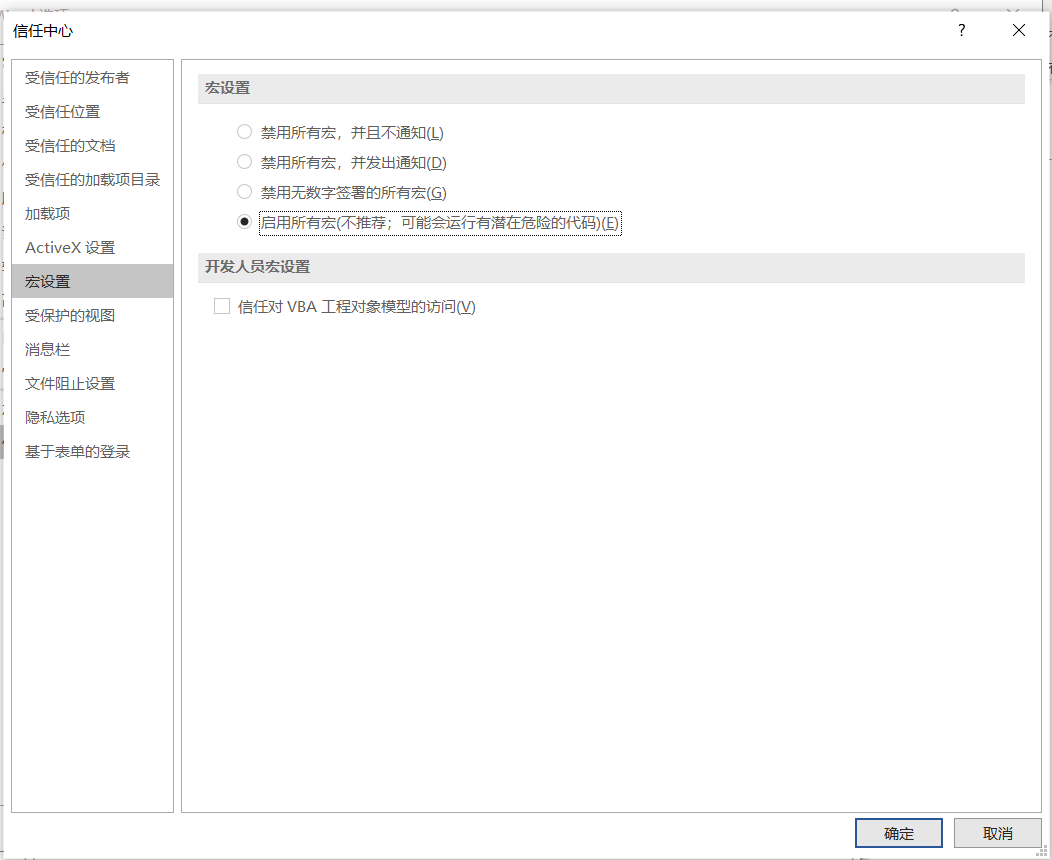 信任中心
受信任的发布者
受信任位置
受信任的文档
受信任的加载项目录
加载项
ActiveX 设置
宏设置
受保护的视图
消息栏
文件阻止设置
隐私选项
基于表单的登录
宏设置
禁用所有宏，并且不通知(L)
禁用所有宏，并发出通知(D)
禁用无数字签署的所有宏(G)
启用所有宏(不推荐；可能会运行有潜在危险的代码)(E)
开发人员宏设置
信任对 VBA 工程对象模型的访问(V)
确定
取消